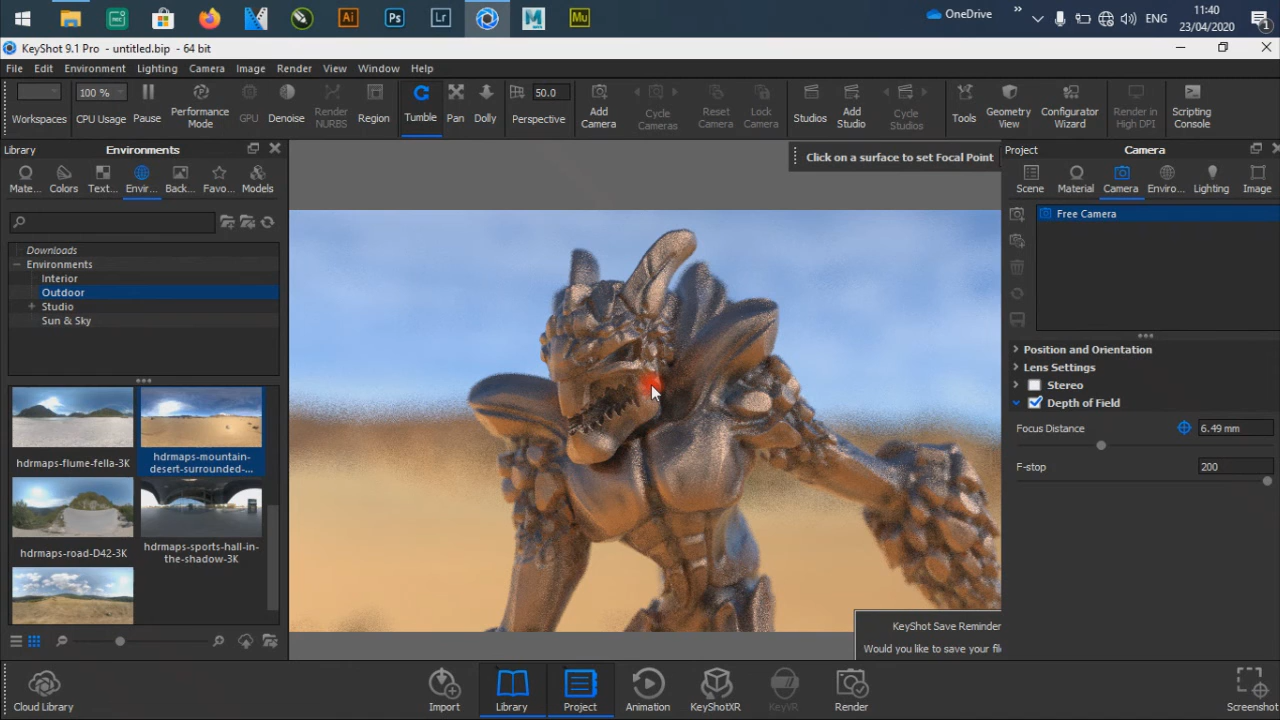 11:40
OneDrive
ENG
23/04/2020
1
Ai
Ps
Lr
Mu
KeyShot 9.1 Pro - untitled.bip - 64 bit
File Edit Environment Lighting Camera Image Render View Window Help
100 %
50.0
Workspaces
CPU Usage
Pause
Performance Mode
GPU
Denoise
Render NURBS
Region
Tumble
Pan
Dolly
Perspective
Add Camera
Cycle Cameras
Reset Camera
Lock Camera
Studios
Add Studio
Cycle Studios
Tools
Geometry View
Configurator Wizard
Render in High DPI
Scripting Console
Library
Environments
Mate... Colors Text... Envir... Back... Favo... Models
Downloads
Environments
Interior
Outdoor
Studio
Sun & Sky
hdrmaps-flume-fella-3K
hdrmaps-mountain-
desert-surrounded-...
hdrmaps-road-D42-3K
hdrmaps-sports-hall-in-
the-shadow-3K
Click on a surface to set Focal Point
KeyShot Save Reminder
Would you like to save your file
Project
Camera
Scene Material Camera Enviro... Lighting Image
Free Camera
Position and Orientation
Lens Settings
Stereo
Depth of Field
Focus Distance 6.49 mm
F-stop 200
Cloud Library
Import
Library
Project
Animation
KeyShotXR
KeyVR
Render
Screenshot